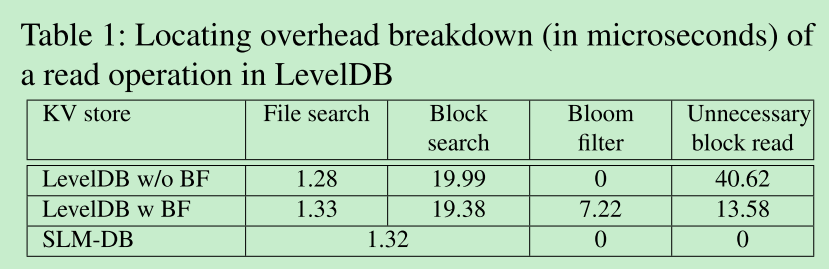 Table 1: Locating overhead breakdown (in microseconds) of
a read operation in LevelDB
KV store File search Block search Bloom filter Unnecessary block read
LevelDB w/o BF 1.28 19.99 0 40.62
LevelDB w BF 1.33 19.38 7.22 13.58
SLM-DB 1.32 0 0